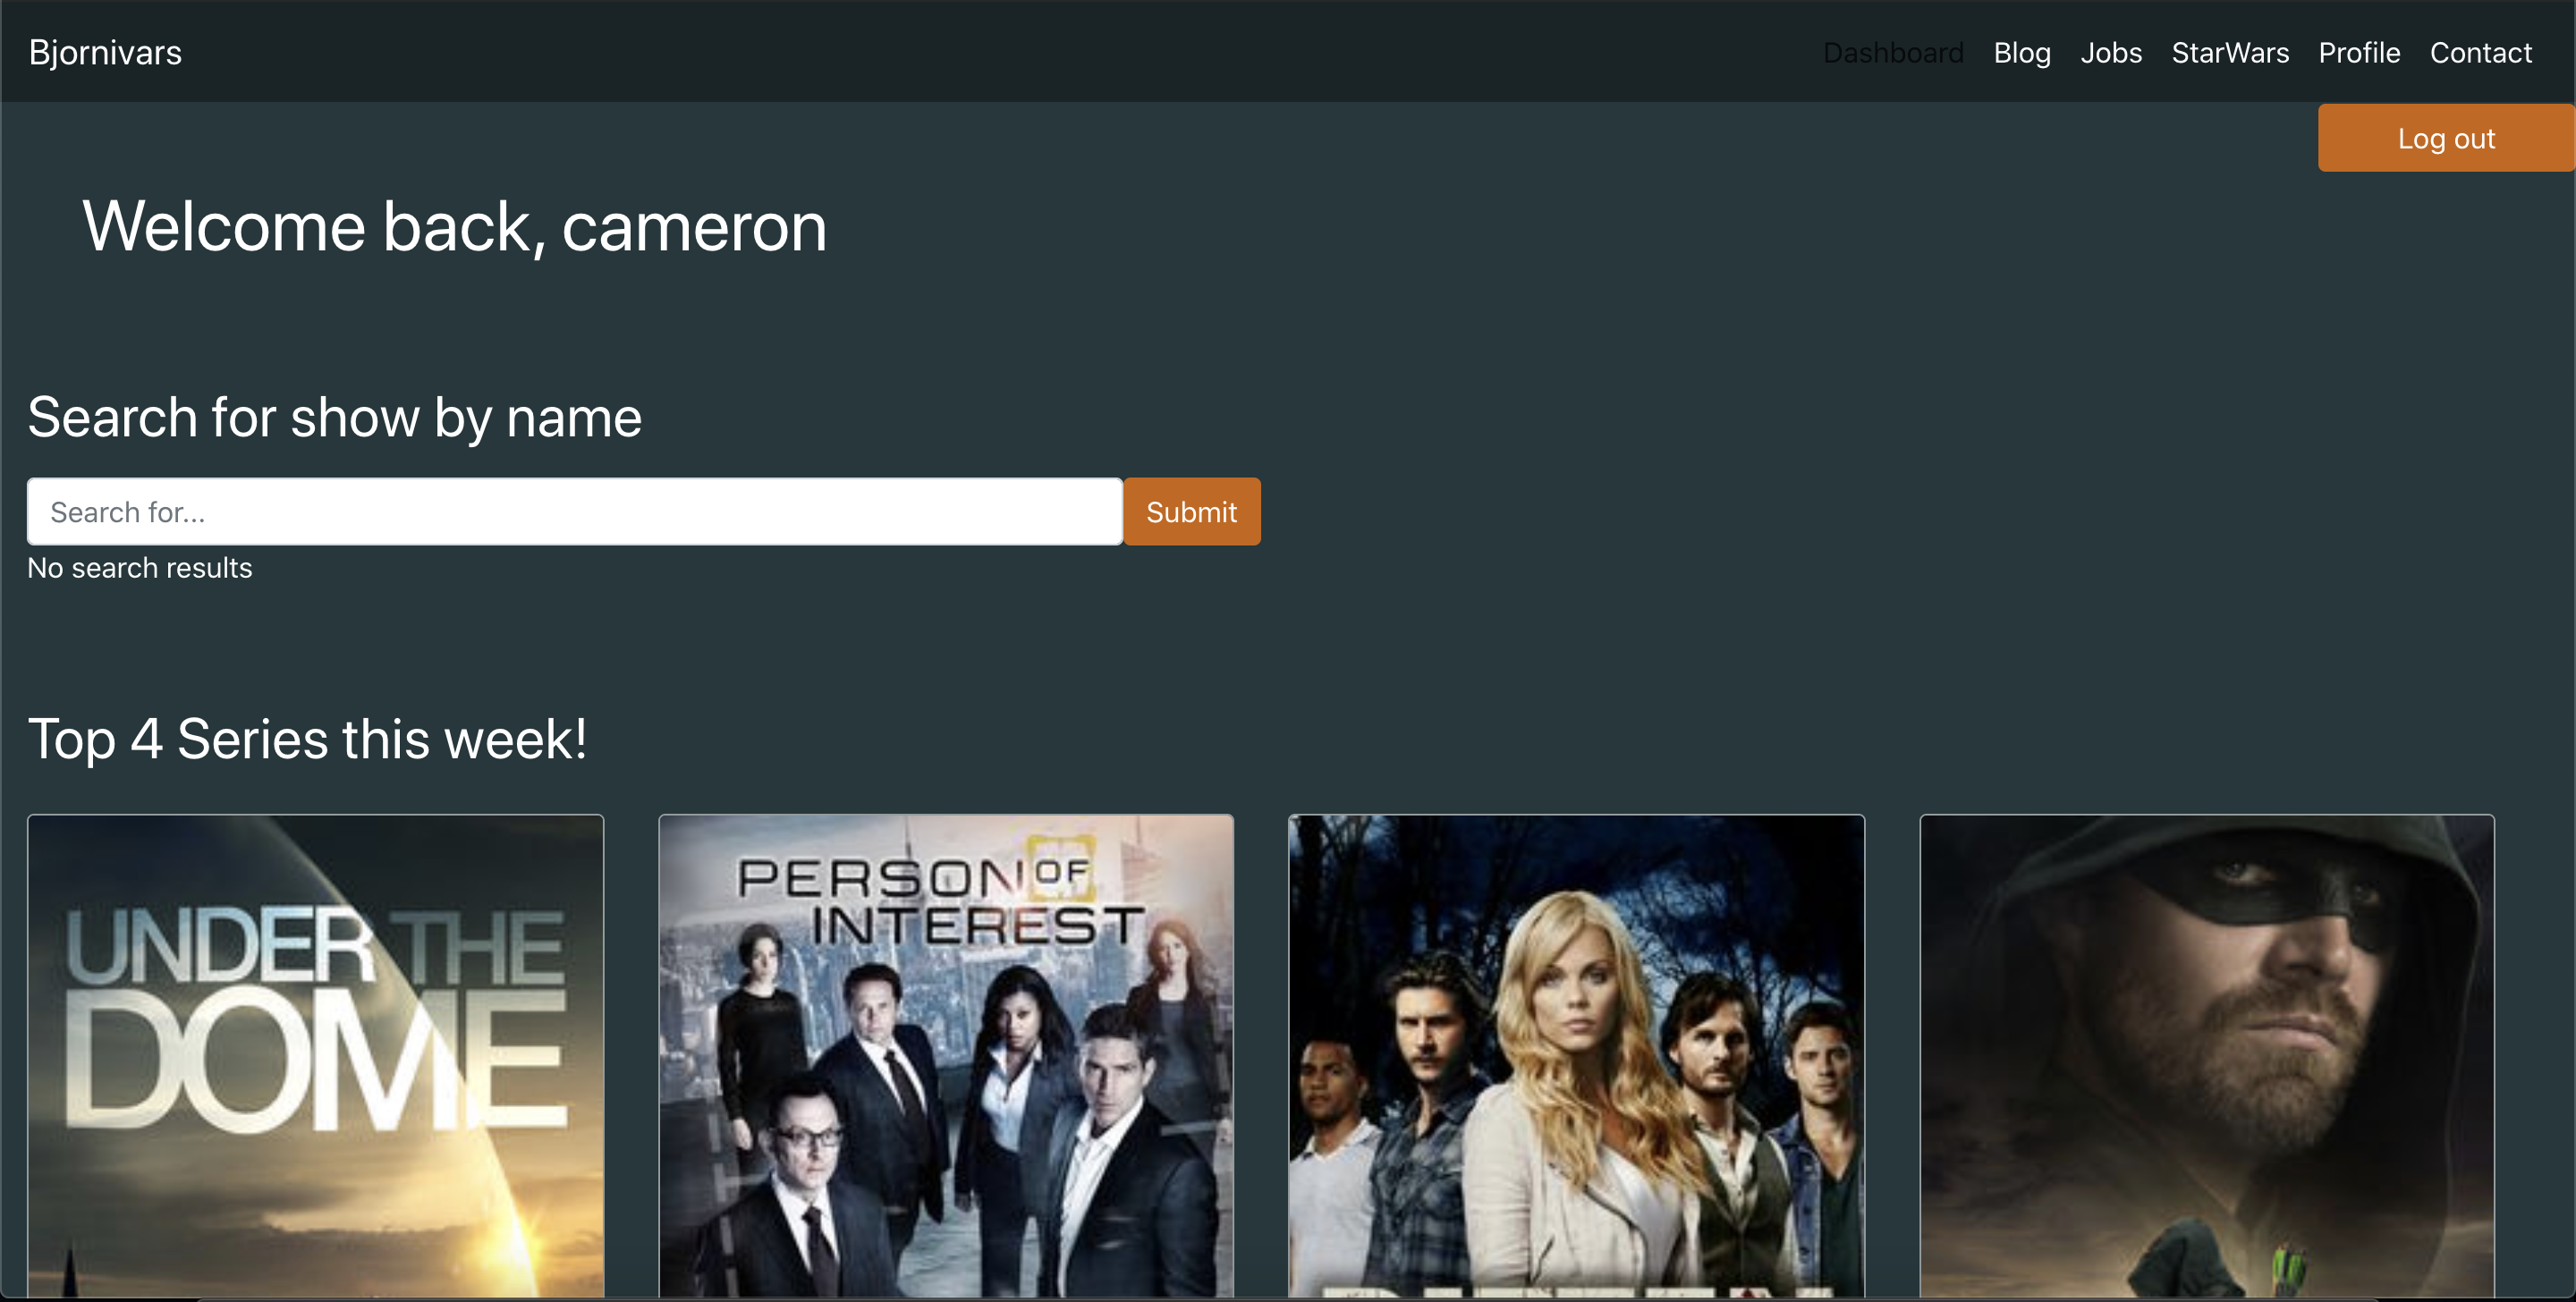 Bjornivars
Dashboard Blog Jobs StarWars Profile Contact
Log out
Welcome back, cameron
Search for show by name
Search for... Submit
No search results
Top 4 Series this week!
UNDER THE
DOME
PERSON OF
INTEREST